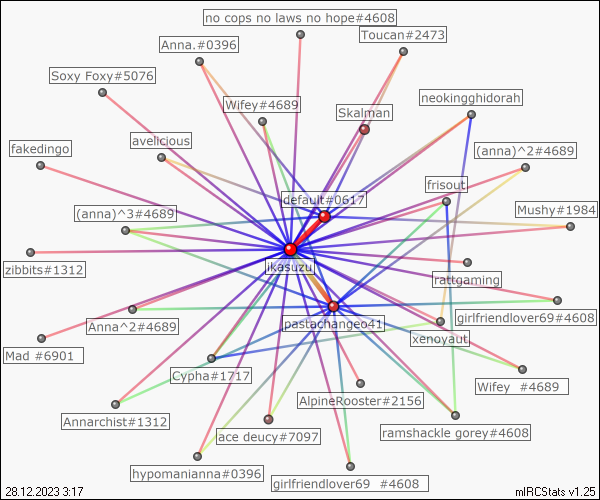 no cops no laws no hope#4608
Toucan#2473
Anna.#0396
Soxy Foxy#5076
neokingghidorah
Wifey#4689
Skalman
avelicious
fakedingo
(anna)^2#4689
frisout
default#0617
Mushy#1984
(anna)^3#4689
ikasuzu
zibbits#1312
rattgaming
girlfriendlover69#4608
Anna^2#4689
pastachangeo41
xenoyaut
Mad #6901
Cypha#1717
Wifey #4689
AlpineRooster#2156
Annarchist#1312
ramshackle gorey#4608
ace deucy#7097
hypomanianna#0396
girlfriendlover69 #4608
28.12.2023 3:17
mIRCStats v1.25